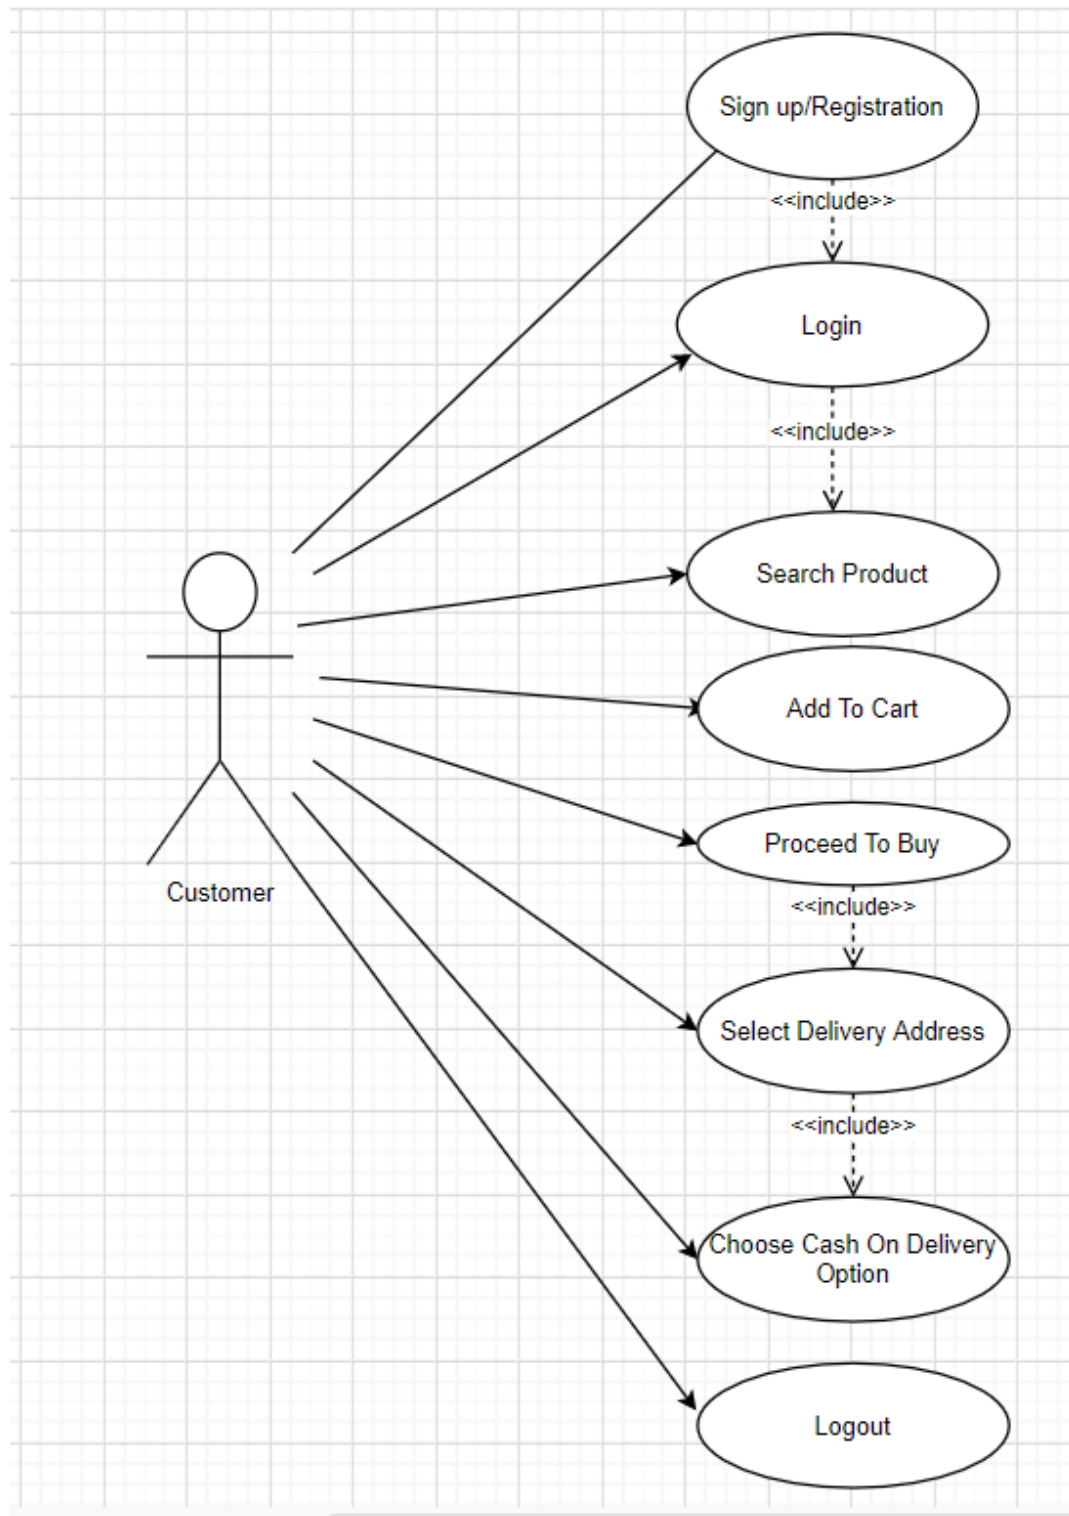 Sign up/Registration
<<include>>
Login
<<include>>
Search Product
Add To Cart
Proceed To Buy
Customer
<<include>>
Select Delivery Address
<<include>>
Choose Cash On Delivery
Option
Logout